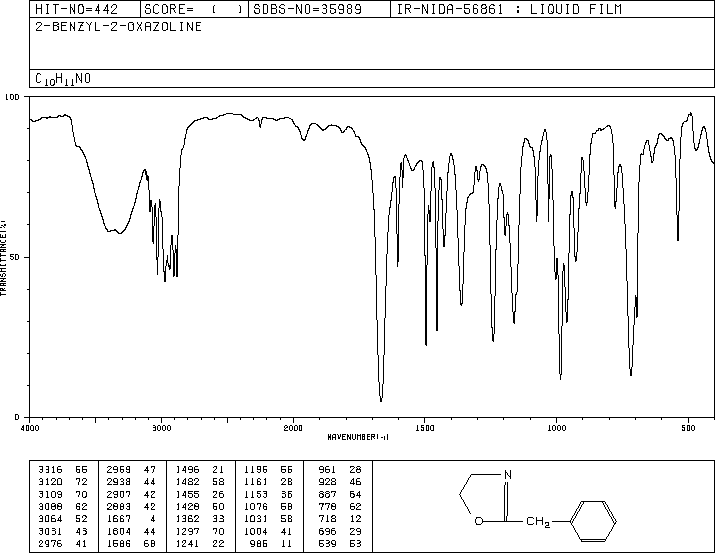 HIT-NO=442 SCORE= ( ) SDBS-NO=35989 IR-NIDA-56861 : LIQUID FILM
2-BENZYL-2-OXAZOLINE
C10H11NO
100
50
0
TRANSMITTANCE(%)
4000 3000 2000 1500 1000 500
WAVENUMBER(-1)
3316 55 2959 47 1496 21 1195 55 961 28
3120 72 2938 44 1482 58 1161 28 928 46
3109 70 2907 42 1455 26 1153 35 887 64
3088 62 2883 42 1428 50 1076 58 778 62
3064 52 1667 4 1362 33 1031 58 718 12
3031 43 1604 44 1297 70 1004 41 696 29
2976 41 1586 68 1241 22 985 11 539 53
N
O
CH2